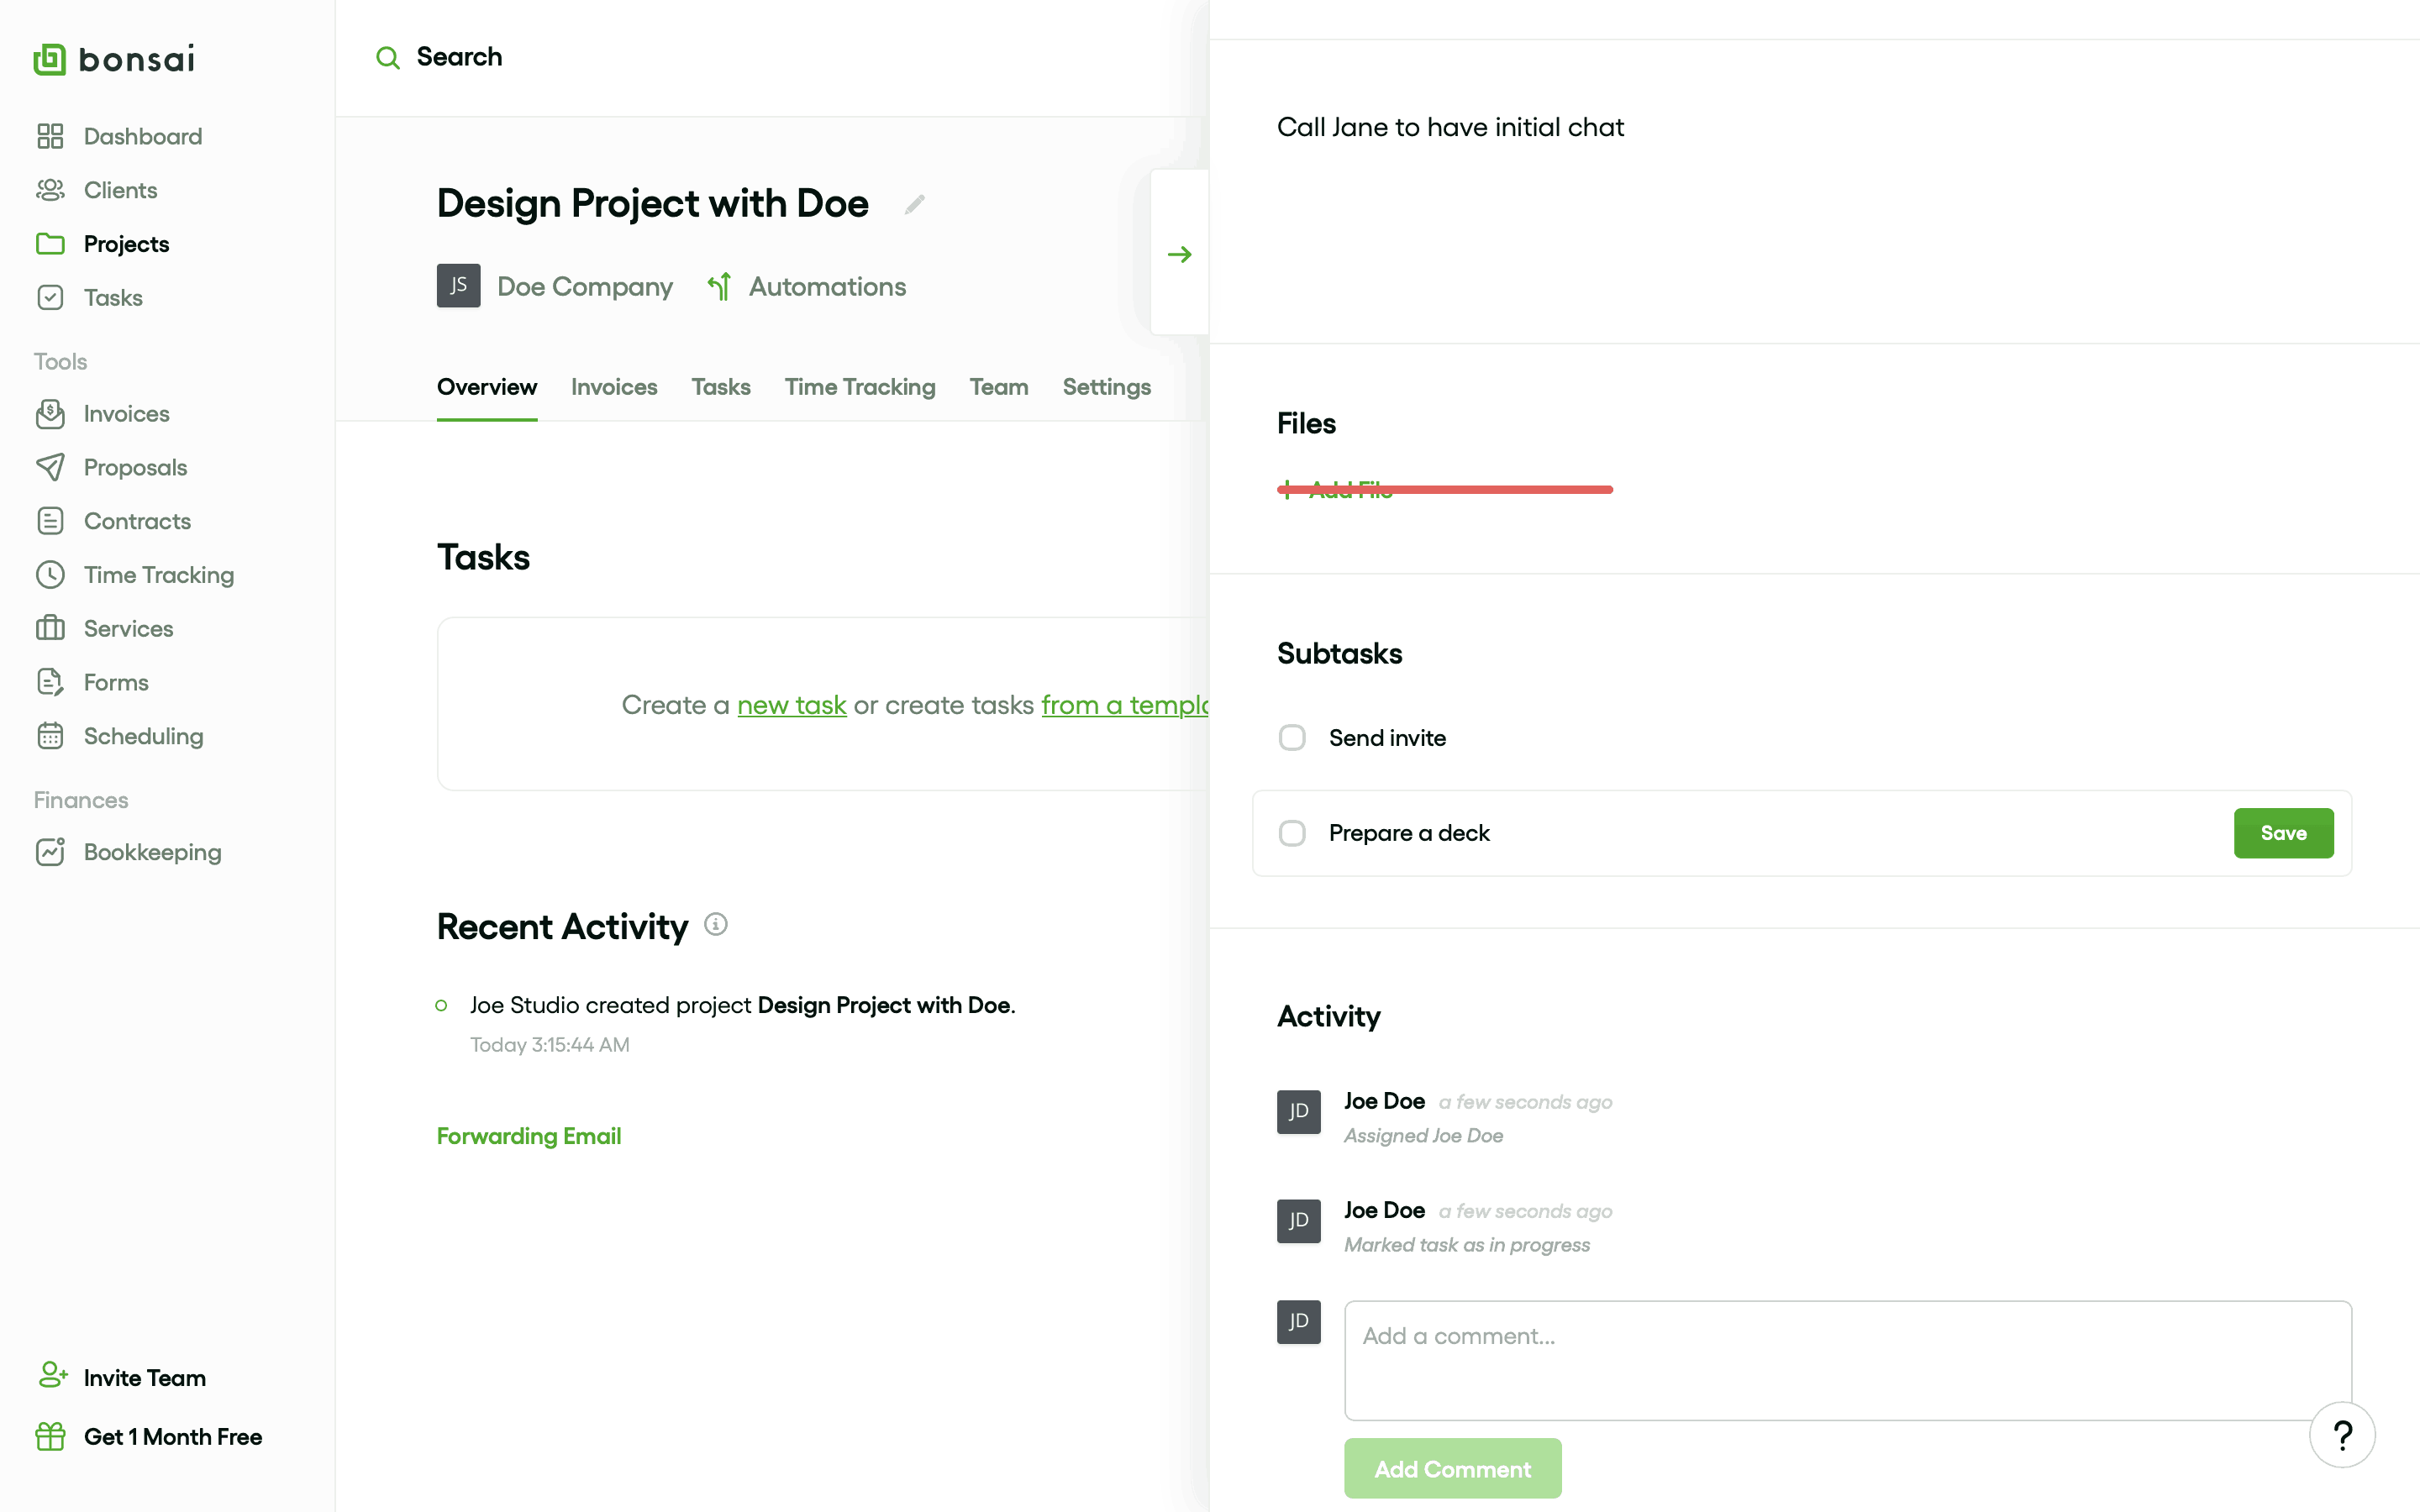 bonsai
Dashboard
Clients
Projects
Tasks
Tools
Invoices
Proposals
Contracts
Time Tracking
Services
Forms
Scheduling
Finances
Bookkeeping
Invite Team
Get 1 Month Free
Search
Design Project with Doe
JS Doe Company Automations
Overview Invoices Tasks Time Tracking Team Settings
Tasks
Create a new task or create tasks from a templa
Recent Activity
Joe Studio created project Design Project with Doe.
Today 3:15:44 AM
Forwarding Email
Call Jane to have initial chat
Files
+ Add File
Subtasks
Send invite
Prepare a deck Save
Activity
JD Joe Doe a few seconds ago
Assigned Joe Doe
JD Joe Doe a few seconds ago
Marked task as in progress
JD Add a comment...
Add Comment
?